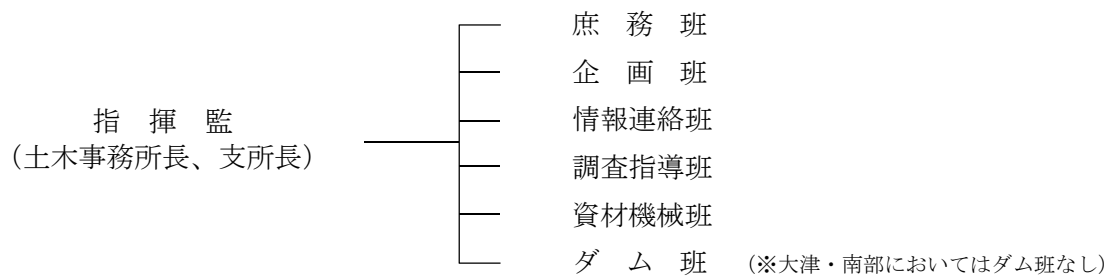 庶　務　班
企　画　班
指　揮　監
情報連絡班
（土木事務所長、支所長）
調査指導班
資材機械班
ダ　ム　班　（※大津・南部においてはダム班なし）